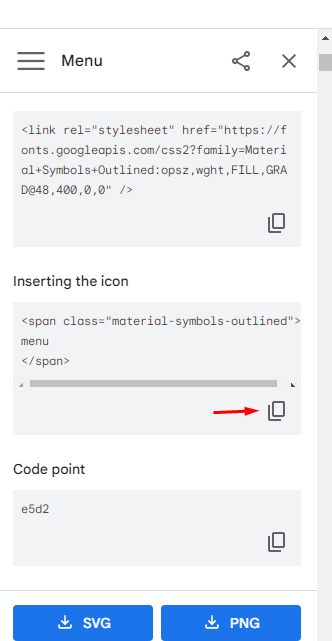 Menu
<link rel="stylesheet" href="https://f
onts.googleapis.com/css2?family=Materi
al+Symbols+Outlined:opsz,wght,FILL,GRA
D@48,400,0,0" />
Inserting the icon
<span class="material-symbols-outlined">
menu
</span>
Code point
e5d2
SVG
PNG